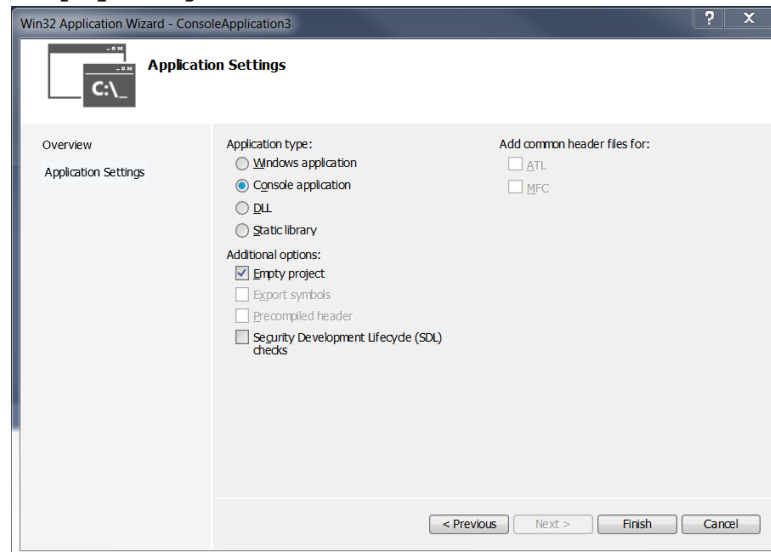 Win32 Application Wizard - ConsoleApplication3
? X
C:\_
Application Settings
Overview
Application Settings
Application type:
Windows application
Console application
DLL
Static library
Additional options:
Empty project
Export symbols
Precompiled header
Security Development Lifecycle (SDL)
checks
Add common header files for:
ATL
MFC
< Previous
Next >
Finish
Cancel